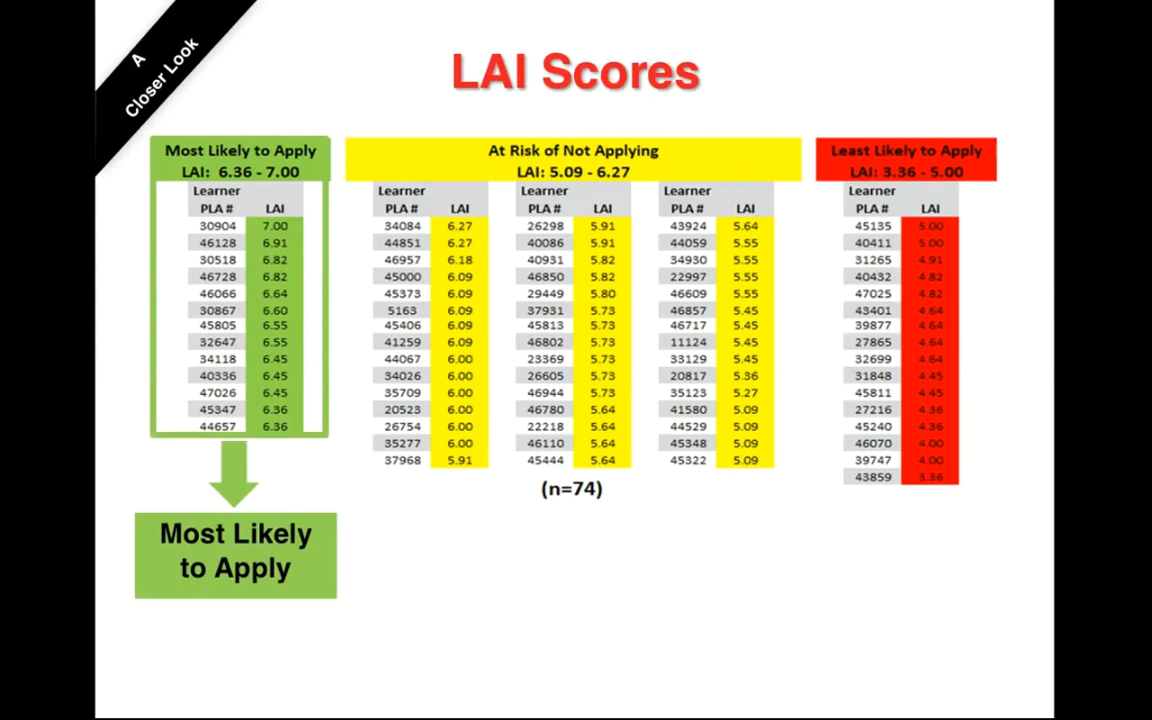 A
Closer Look
LAI Scores
Most Likely to Apply
LAI: 6.36 - 7.00
Learner
PLA # LAI
30904 7.00
46128 6.91
30518 6.82
46728 6.82
46066 6.64
30867 6.60
45805 6.55
32647 6.55
34118 6.45
40336 6.45
47026 6.45
45347 6.36
44657 6.36
Most Likely
to Apply
At Risk of Not Applying
LAI: 5.09 - 6.27
Learner Learner Learner
PLA # LAI PLA # LAI PLA # LAI
34084 6.27 26298 5.91 43924 5.64
44851 6.27 40086 5.91 44059 5.55
46957 6.18 40931 5.82 34930 5.55
45000 6.09 46850 5.82 22997 5.55
45373 6.09 29449 5.80 46609 5.55
5163 6.09 37931 5.73 46857 5.45
45406 6.09 45813 5.73 46717 5.45
41259 6.09 46802 5.73 11124 5.45
44067 6.00 23369 5.73 33129 5.45
34026 6.00 26605 5.73 20817 5.36
35709 6.00 46944 5.73 35123 5.27
20523 6.00 46780 5.64 41580 5.09
26754 6.00 22218 5.64 44529 5.09
35277 6.00 46110 5.64 45348 5.09
37968 5.91 45444 5.64 45322 5.09
(n=74)
Least Likely to Apply
LAI: 3.36 - 5.00
Learner
PLA # LAI
45135 5.00
40411 5.00
31265 4.91
40432 4.82
47025 4.82
43401 4.64
39877 4.64
27865 4.64
32699 4.64
31848 4.45
45811 4.45
27216 4.36
45240 4.36
46070 4.00
39747 4.00
43859 3.36